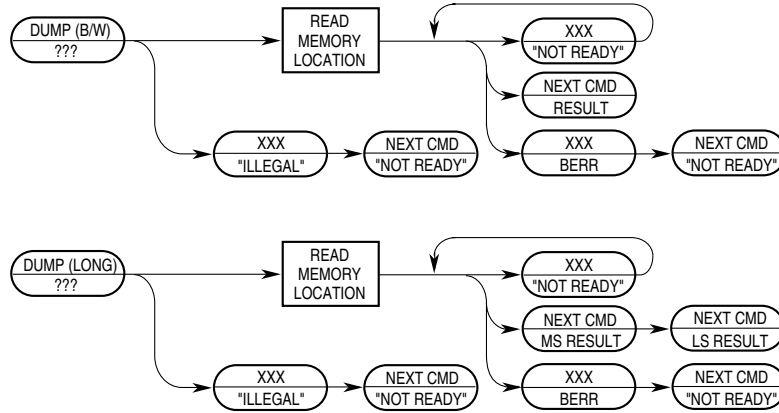 DUMP (B/W)
???
READ
MEMORY
LOCATION
XXX
"NOT READY"
NEXT CMD
RESULT
XXX
"ILLEGAL"
NEXT CMD
"NOT READY"
XXX
BERR
NEXT CMD
"NOT READY"
DUMP (LONG)
???
READ
MEMORY
LOCATION
XXX
"NOT READY"
NEXT CMD
MS RESULT
NEXT CMD
LS RESULT
XXX
"ILLEGAL"
NEXT CMD
"NOT READY"
XXX
BERR
NEXT CMD
"NOT READY"